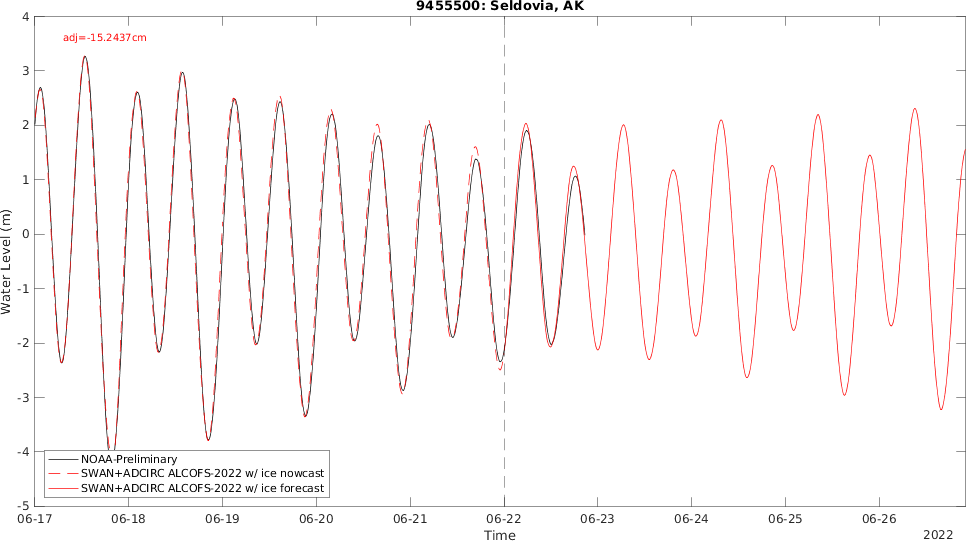 9455500: Seldovia, AK
adj=-15.2437cm
Water Level (m)
4
3
2
1
0
-1
-2
-3
-4
-5
NOAA-Preliminary
SWAN+ADCIRC ALCOFS-2022 w/ ice nowcast
SWAN+ADCIRC ALCOFS-2022 w/ ice forecast
06-17 06-18 06-19 06-20 06-21 06-22 06-23 06-24 06-25 06-26
Time
2022